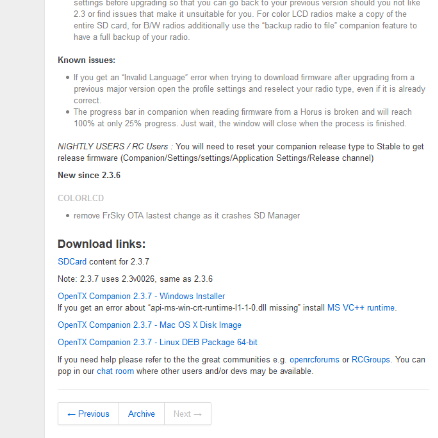 settings before upgrading so that you can go back to your previous version should you not like
2.3 or find issues that make it unsuitable for you. For color LCD radios make a copy of the
entire SD card, for B/W radios additionally use the "backup radio to file" companion feature to
have a full backup of your radio.
Known issues:
If you get an "Invalid Language" error when trying to download firmware after upgrading from a
previous major version open the profile settings and reselect your radio type, even if it is already
correct.
The progress bar in companion when reading firmware from a Horus is broken and will reach
100% at only 25% progress. Just wait, the window will close when the process is finished.
NIGHTLY USERS / RC Users : You will need to reset your companion release type to Stable to get
release firmware (Companion/Settings/settings/Application Settings/Release channel)
New since 2.3.6
COLORLCD
remove FrSky OTA lastest change as it crashes SD Manager
Download links:
SDCard content for 2.3.7
Note: 2.3.7 uses 2.3v0026, same as 2.3.6
OpenTX Companion 2.3.7 - Windows Installer
If you get an error about "api-ms-win-crt-runtime-l1-1-0.dll missing" install MS VC++ runtime.
OpenTX Companion 2.3.7 - Mac OS X Disk Image
OpenTX Companion 2.3.7 - Linux DEB Package 64-bit
If you need help please refer to the the great communities e.g. openrcforums or RCGroups. You can
pop in our chat room where other users and/or devs may be available.
← Previous Archive Next →